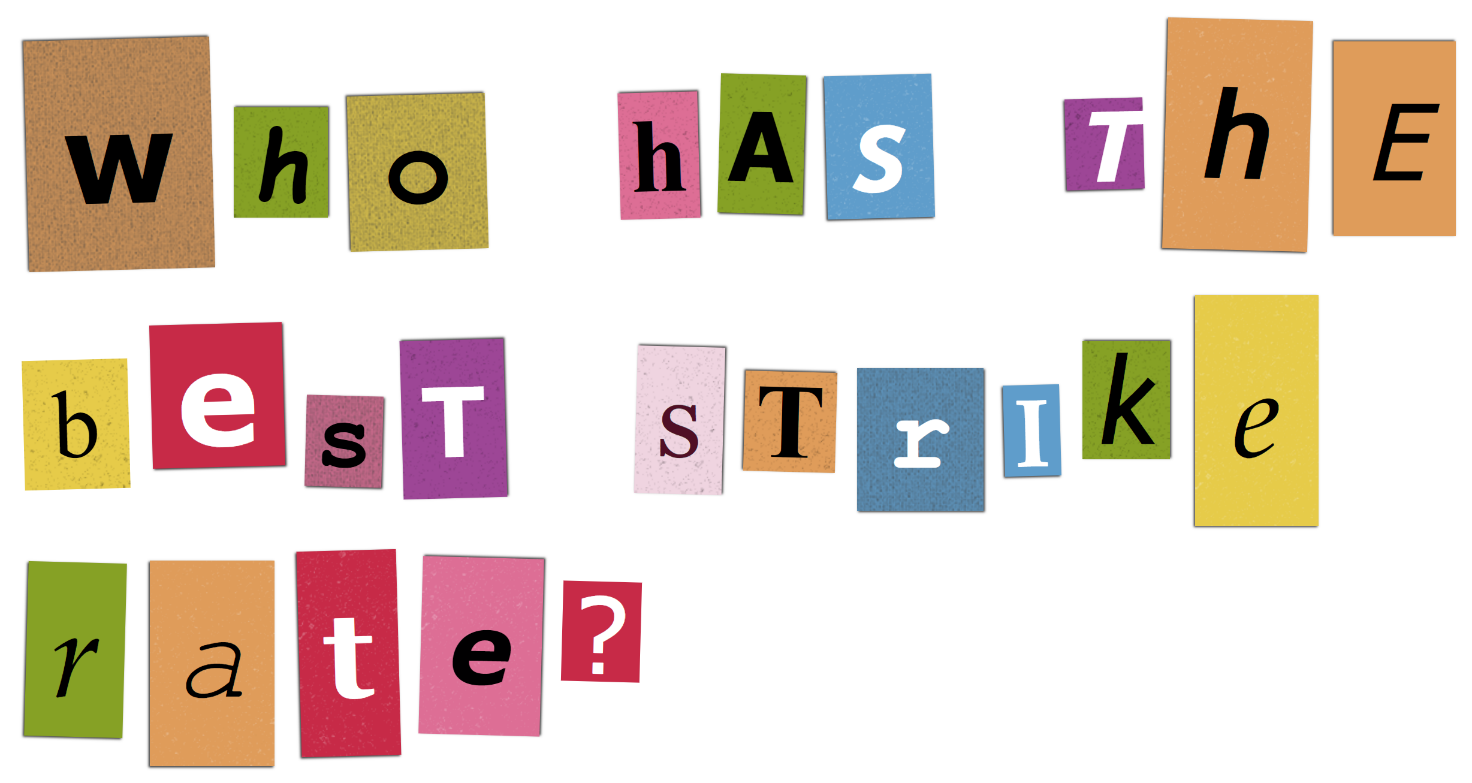 who hAS ThE
besT sTrIke
rate?